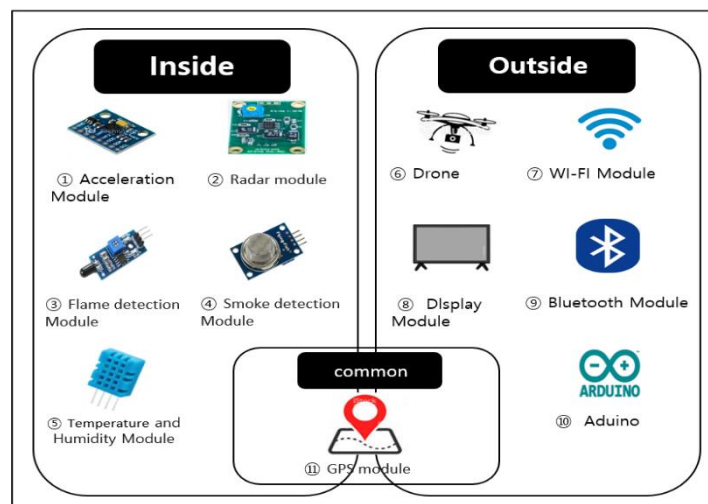 Inside
Outside
① Acceleration
Module
② Radar module
⑥ Drone
⑦ WI-FI Module
③ Flame detection
Module
④ Smoke detection
Module
⑧ DIsplay
Module
⑨ Bluetooth Module
common
⑤ Temperature and
Humidity Module
ARDUINO
⑩ Aduino
⑪ GPS module